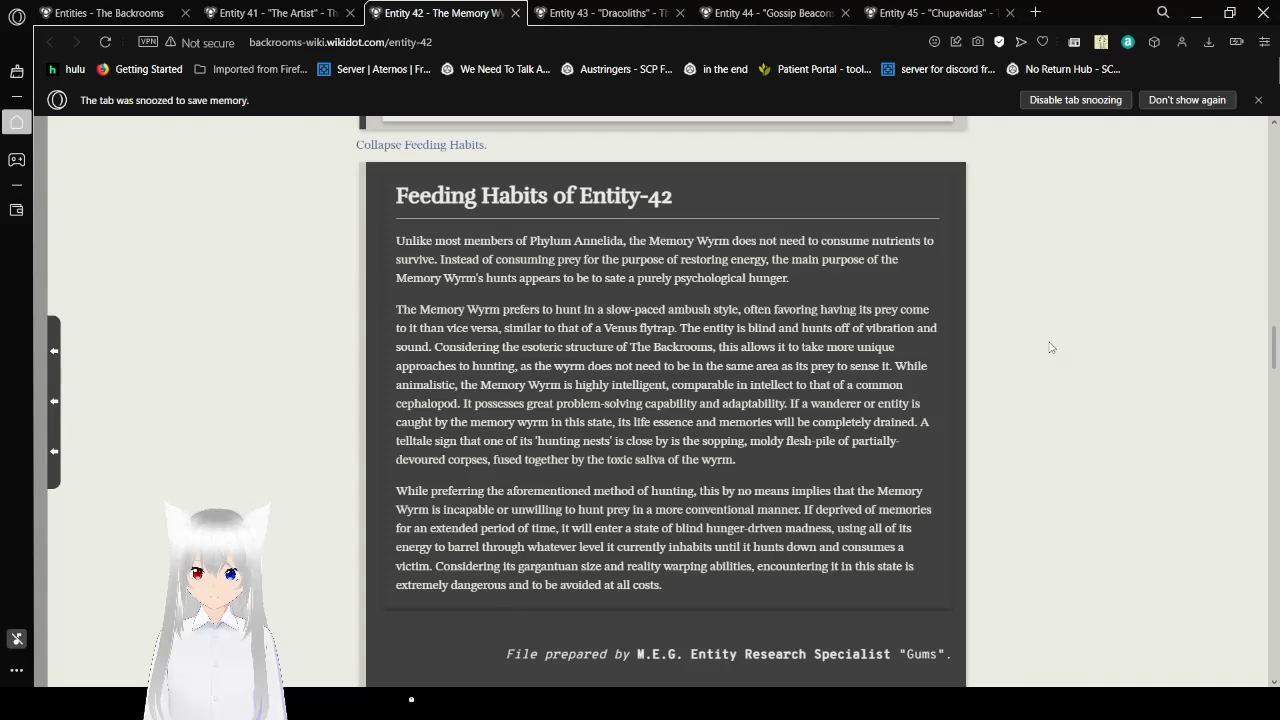 Entities - The Backrooms
Entity 41 - "The Artist" - Th
Entity 42 - The Memory Wy
Entity 43 - "Dracoliths" - Th
Entity 44 - "Gossip Beacons
Entity 45 - "Chupavidas" - T
VPN
Not secure
backrooms-wiki.wikidot.com/entity-42
hulu
Getting Started
Imported from Firef...
Server | Aternos | Fr...
We Need To Talk A...
Austringers - SCP F...
in the end
Patient Portal - tool...
server for discord fr...
No Return Hub - SC...
The tab was snoozed to save memory.
Disable tab snoozing
Don't show again
Collapse Feeding Habits.
Feeding Habits of Entity-42
Unlike most members of Phylum Annelida, the Memory Wyrm does not need to consume nutrients to
survive. Instead of consuming prey for the purpose of restoring energy, the main purpose of the
Memory Wyrm's hunts appears to be to sate a purely psychological hunger.
The Memory Wyrm prefers to hunt in a slow-paced ambush style, often favoring having its prey come
to it than vice versa, similar to that of a Venus flytrap. The entity is blind and hunts off of vibration and
sound. Considering the esoteric structure of The Backrooms, this allows it to take more unique
approaches to hunting, as the wyrm does not need to be in the same area as its prey to sense it. While
animalistic, the Memory Wyrm is highly intelligent, comparable in intellect to that of a common
cephalopod. It possesses great problem-solving capability and adaptability. If a wanderer or entity is
caught by the memory wyrm in this state, its life essence and memories will be completely drained. A
telltale sign that one of its 'hunting nests' is close by is the sopping, moldy flesh-pile of partially-
devoured corpses, fused together by the toxic saliva of the wyrm.
While preferring the aforementioned method of hunting, this by no means implies that the Memory
Wyrm is incapable or unwilling to hunt prey in a more conventional manner. If deprived of memories
for an extended period of time, it will enter a state of blind hunger-driven madness, using all of its
energy to barrel through whatever level it currently inhabits until it hunts down and consumes a
victim. Considering its gargantuan size and reality warping abilities, encountering it in this state is
extremely dangerous and to be avoided at all costs.
File prepared by M.E.G. Entity Research Specialist "Gums".